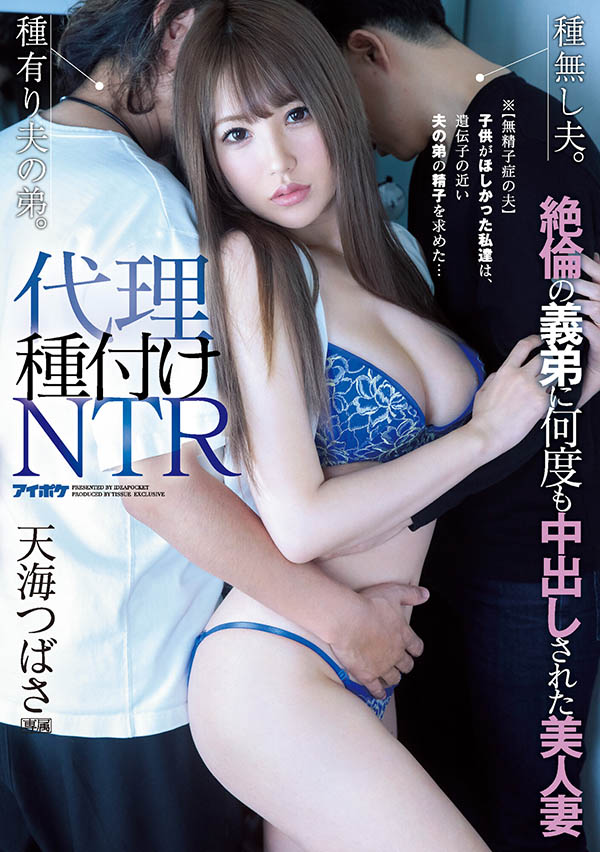 種無し夫。
※【無精子症の夫】
子供がほしかった私達は、
遺伝子の近い
夫の弟の精子を求めた…
絶倫の義弟に何度も中出しされた美人妻
種有り夫の弟。
代理
種付け
NTR
アイポケ PRESENTED BY IDEAPOCKET
PRODUCED BY TISSUE EXCLUSIVE
天海つばさ
専属